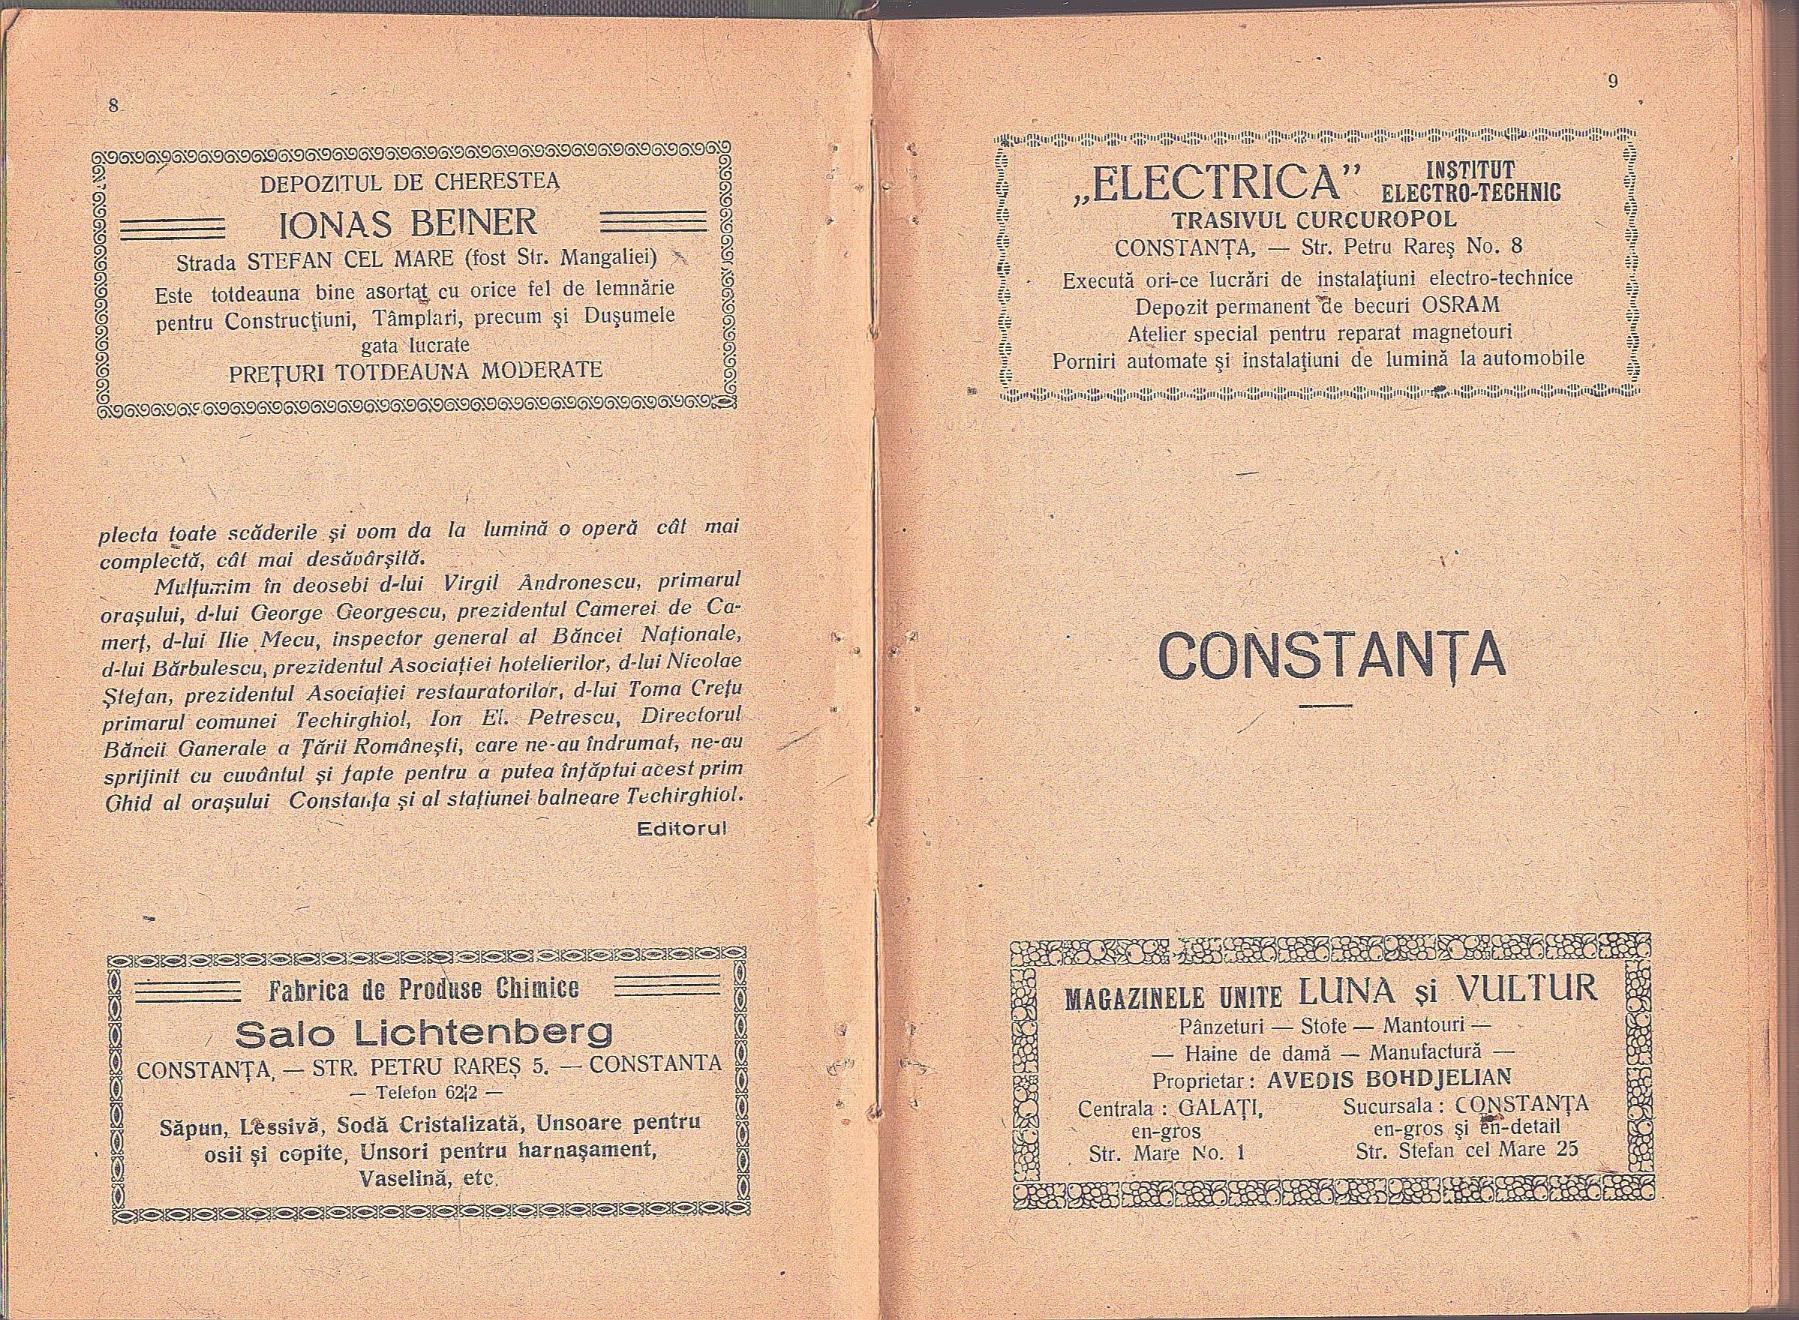 8
DEPOZITUL DE CHERESTEA
IONAS BEINER
Strada STEFAN CEL MARE (fost Str. Mangaliei)
Este totdeauna bine asortat cu orice fel de lemnărie
pentru Construcţiuni, Tâmplari, precum şi Duşumele
gata lucrate
PREŢURI TOTDEAUNA MODERATE
plecta toate scăderile şi vom da la lumină o operă cât mai
complectă, cât mai desăvârşită.
Mulţumim în deosebi d-lui Virgil Andronescu, primarul
oraşului, d-lui George Georgescu, prezidentul Camerei de Ca-
merţ, d-lui Ilie Mecu, inspector general al Băncei Naţionale,
d-lui Bărbulescu, prezidentul Asociaţiei hotelierilor, d-lui Nicolae
Ştefan, prezidentul Asociaţiei restauratorilor, d-lui Toma Creţu
primarul comunei Techirghiol, Ion El. Petrescu, Directorul
Băncii Ganerale a Ţării Româneşti, care ne-au îndrumat, ne-au
sprijinit cu cuvântul şi fapte pentru a putea înfăptui acest prim
Ghid al oraşului Constanţa şi al staţiunei balneare Techirghiol.
Editorul
Fabrica de Produse Chimice
Salo Lichtenberg
CONSTANŢA, — STR. PETRU RAREŞ 5. — CONSTANTA
— Telefon 62|2 —
Săpun, Lessivă, Sodă Cristalizată, Unsoare pentru
osii şi copite, Unsori pentru harnaşament,
Vaselină, etc.
9
„ELECTRICA” INSTITUT
ELECTRO-TECHNIC
TRASIVUL CURCUROPOL
CONSTANŢA, — Str. Petru Rareş No. 8
Execută ori-ce lucrări de instalaţiuni electro-technice
Depozit permanent de becuri OSRAM
Atelier special pentru reparat magnetouri
Porniri automate şi instalaţiuni de lumină la automobile
CONSTANŢA
MAGAZINELE UNITE LUNA şi VULTUR
Pânzeturi — Stofe — Mantouri —
— Haine de damă — Manufactură —
Proprietar: AVEDIS BOHDJELIAN
Centrala: GALAŢI, Sucursala: CONSTANŢA
en-gros en-gros şi en-detail
Str. Mare No. 1 Str. Stefan cel Mare 25